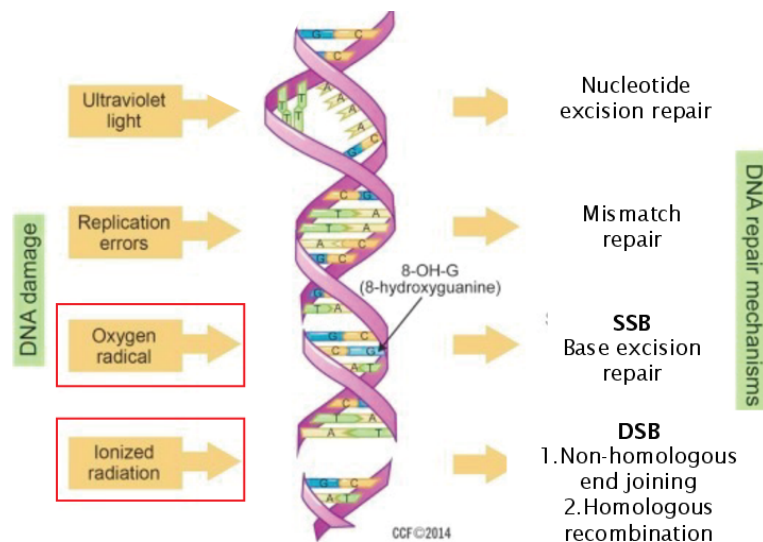 DNA damage
Ultraviolet
light
Nucleotide
excision repair
Replication
errors
Mismatch
repair
8-OH-G
(8-hydroxyguanine)
Oxygen
radical
SSB
Base excision
repair
Ionized
radiation
DSB
1.Non-homologous
end joining
2.Homologous
recombination
DNA repair mechanisms
G C
C
T A
T A
T A
T A
G C
C G
T A
T A
A C
G C
G
T A
G C
C G
A T
C
T A
A T
G C
A T
CCF©2014